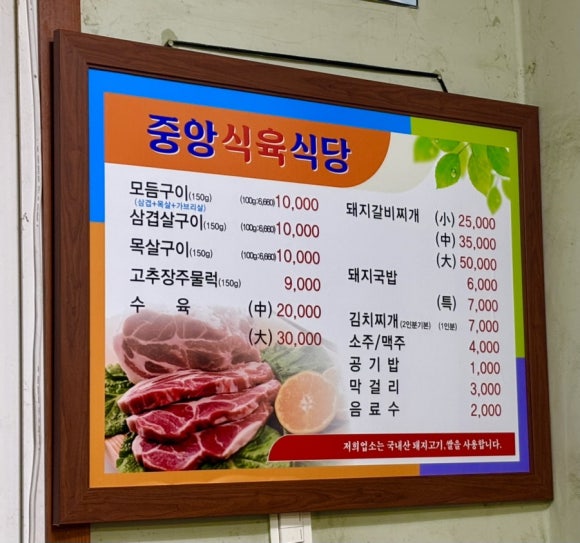 중앙식육식당
모듬구이(150g) (100g:6,660) 10,000
(삼겹+목살+가브리살)
삼겹살구이(150g) (100g:6,660) 10,000
목살구이(150g) (100g:6,660) 10,000
고추장주물럭(150g) 9,000
수 육 (中) 20,000
(大) 30,000
돼지갈비찌개 (小) 25,000
(中) 35,000
(大) 50,000
돼지국밥 6,000
(특) 7,000
김치찌개(2인분기본) (1인분) 7,000
소주/맥주 4,000
공 기 밥 1,000
막 걸 리 3,000
음 료 수 2,000
저희업소는 국내산 돼지고기,쌀을 사용합니다.